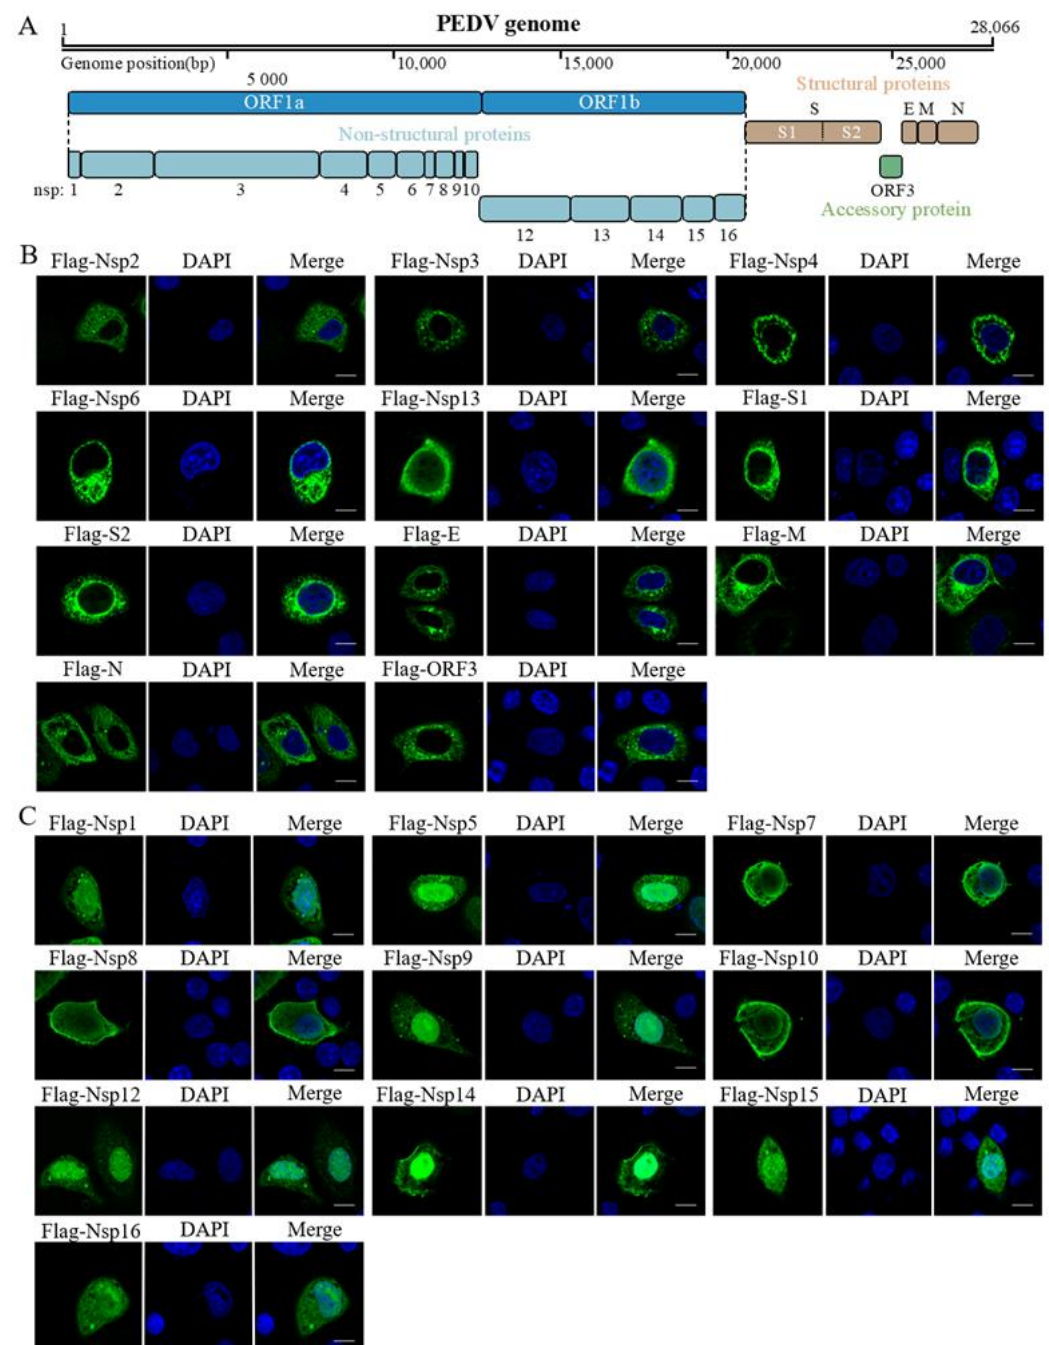 A
PEDV genome
1
28,066
Genome position(bp)
5 000
10,000
15,000
20,000
25,000
Structural proteins
ORF1a
ORF1b
S
E M N
S1
S2
Non-structural proteins
nsp: 1 2 3 4 5 6 7 8 9 10
ORF3
Accessory protein
12 13 14 15 16
B
Flag-Nsp2 DAPI Merge Flag-Nsp3 DAPI Merge Flag-Nsp4 DAPI Merge
Flag-Nsp6 DAPI Merge Flag-Nsp13 DAPI Merge Flag-S1 DAPI Merge
Flag-S2 DAPI Merge Flag-E DAPI Merge Flag-M DAPI Merge
Flag-N DAPI Merge Flag-ORF3 DAPI Merge
C
Flag-Nsp1 DAPI Merge Flag-Nsp5 DAPI Merge Flag-Nsp7 DAPI Merge
Flag-Nsp8 DAPI Merge Flag-Nsp9 DAPI Merge Flag-Nsp10 DAPI Merge
Flag-Nsp12 DAPI Merge Flag-Nsp14 DAPI Merge Flag-Nsp15 DAPI Merge
Flag-Nsp16 DAPI Merge